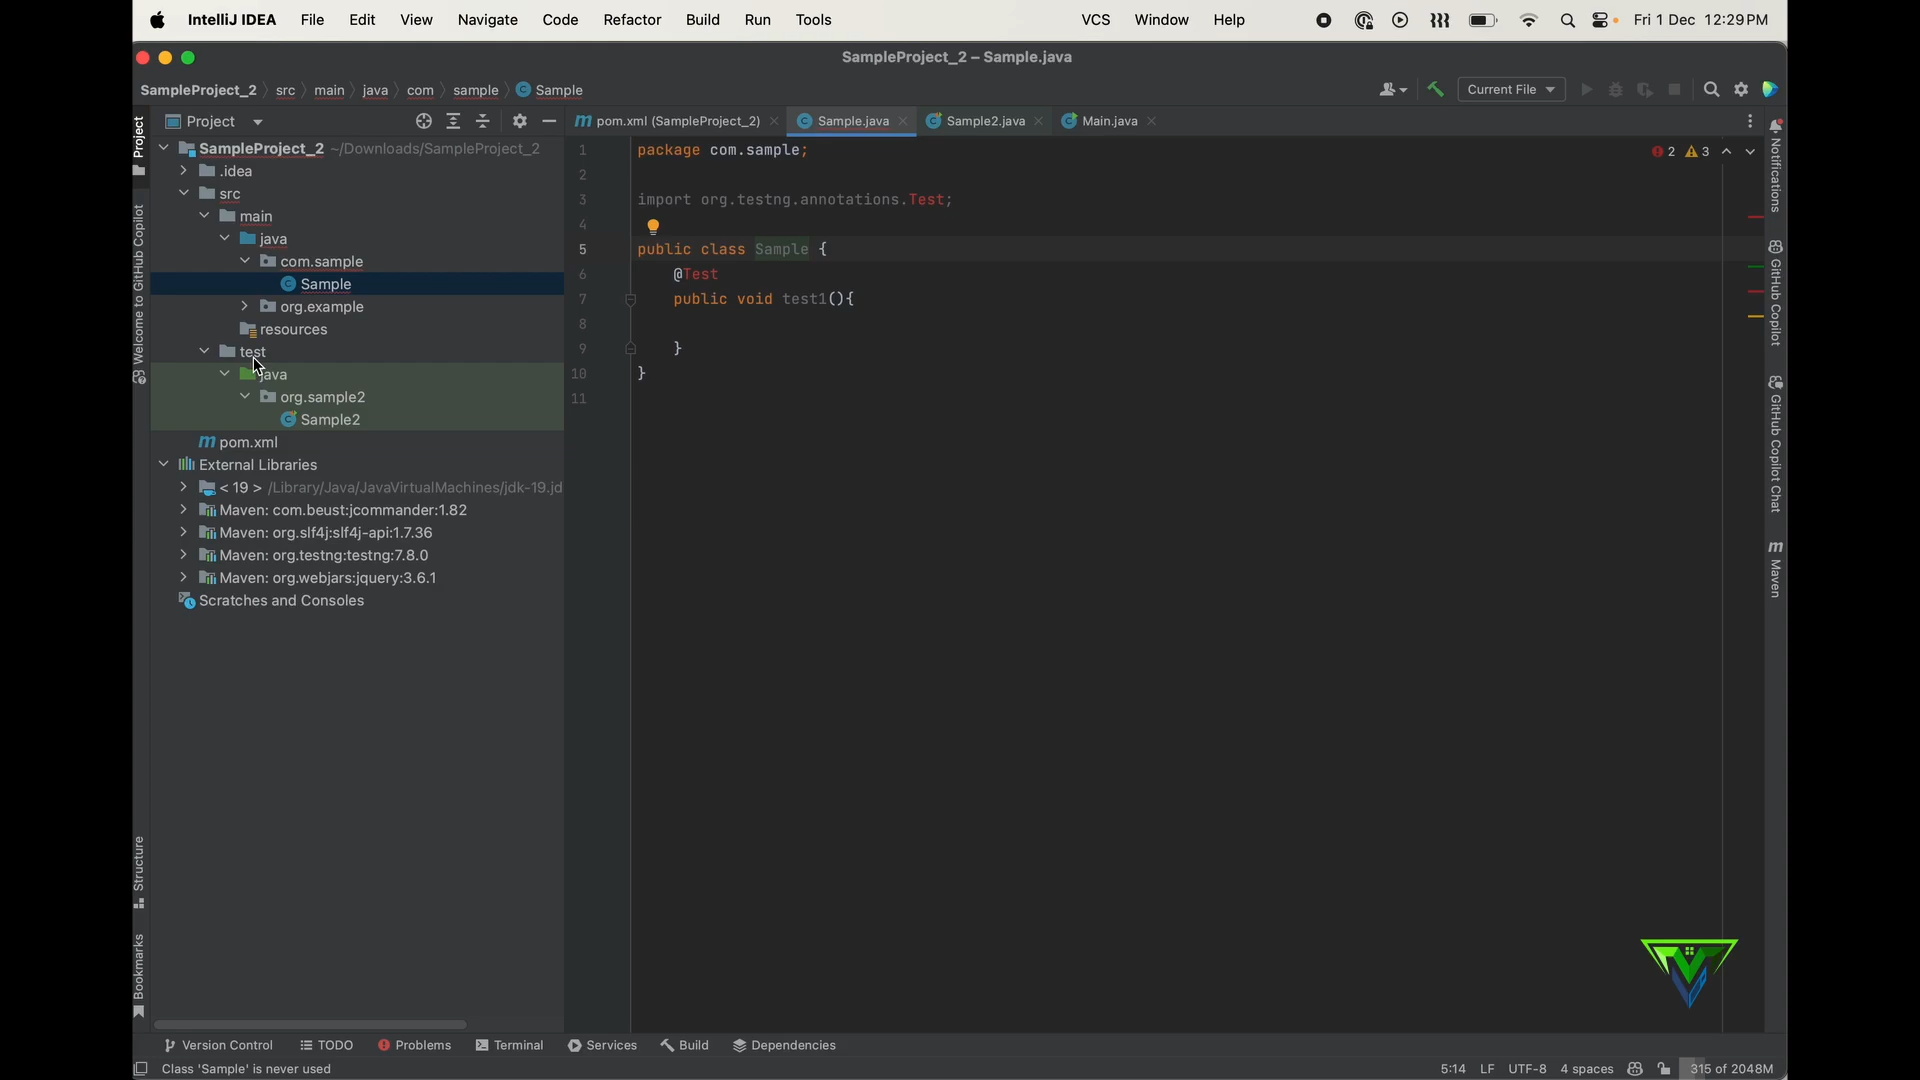 IntelliJ IDEA File Edit View Navigate Code Refactor Build Run Tools VCS Window Help Fri 1 Dec 12:29 PM
SampleProject_2 – Sample.java
SampleProject_2 src main java com sample Sample Current File
Project
pom.xml (SampleProject_2) Sample.java Sample2.java Main.java
SampleProject_2 ~/Downloads/SampleProject_2
.idea
src
main
java
com.sample
Sample
org.example
resources
test
java
org.sample2
Sample2
pom.xml
External Libraries
< 19 > /Library/Java/JavaVirtualMachines/jdk-19.jd
Maven: com.beust:jcommander:1.82
Maven: org.slf4j:slf4j-api:1.7.36
Maven: org.testng:testng:7.8.0
Maven: org.webjars:jquery:3.6.1
Scratches and Consoles
1 package com.sample;
2
3 import org.testng.annotations.Test;
4
5 public class Sample {
6 @Test
7 public void test1(){
8
9 }
10 }
11
2 3
Project
Welcome to GitHub Copilot
Structure
Bookmarks
Notifications
GitHub Copilot
GitHub Copilot Chat
Maven
Version Control TODO Problems Terminal Services Build Dependencies
Class 'Sample' is never used 5:14 LF UTF-8 4 spaces 315 of 2048M